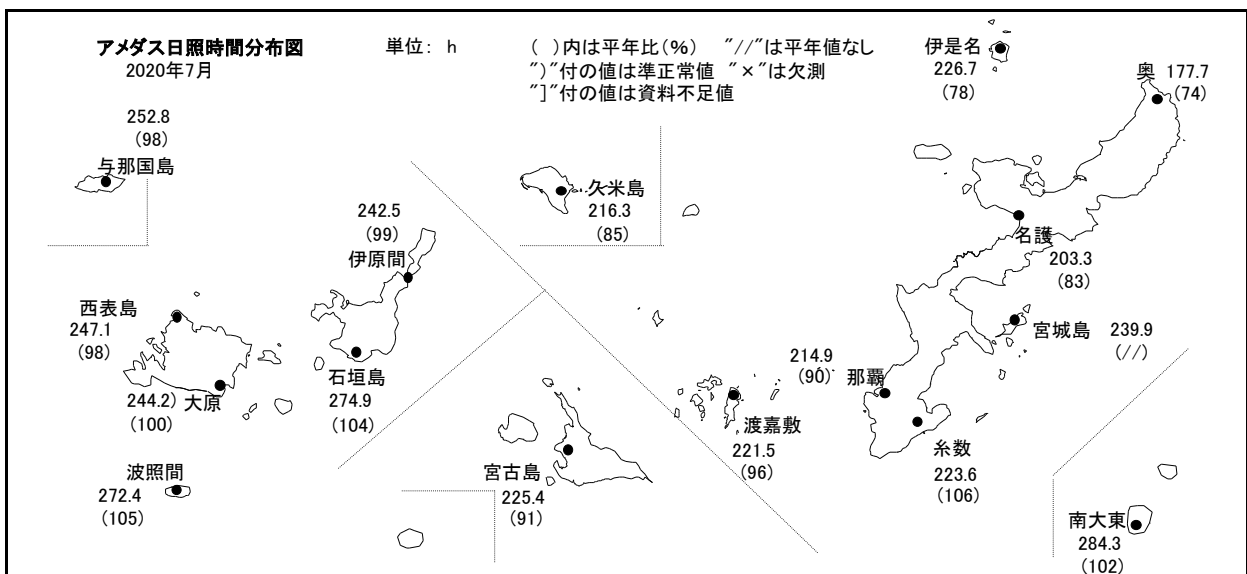 アメダス日照時間分布図 単位: h ( )内は平年比(%) "//"は平年値なし
2020年7月 ")"付の値は準正常値 "×"は欠測
"]"付の値は資料不足値
伊是名
226.7
(78)
奥 177.7
(74)
252.8
(98)
与那国島
久米島
216.3
(85)
242.5
(99)
伊原間
名護
203.3
(83)
西表島
247.1
(98)
宮城島 239.9
(//)
石垣島
274.9
(104)
244.2) 大原
(100)
214.9
(90) 那覇
渡嘉敷
221.5
(96)
糸数
223.6
(106)
波照間
272.4
(105)
宮古島
225.4
(91)
南大東
284.3
(102)